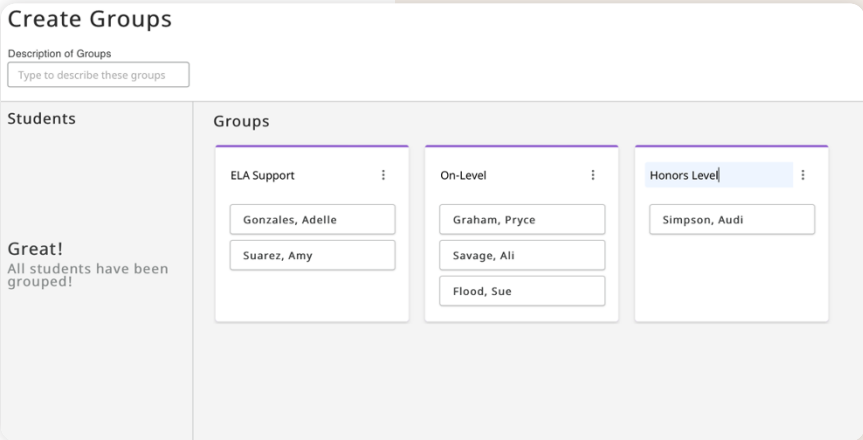 Create Groups
Description of Groups
Type to describe these groups
Students
Great!
All students have been
grouped!
Groups
ELA Support
Gonzales, Adelle
Suarez, Amy
On-Level
Graham, Pryce
Savage, Ali
Flood, Sue
Honors Level
Simpson, Audi